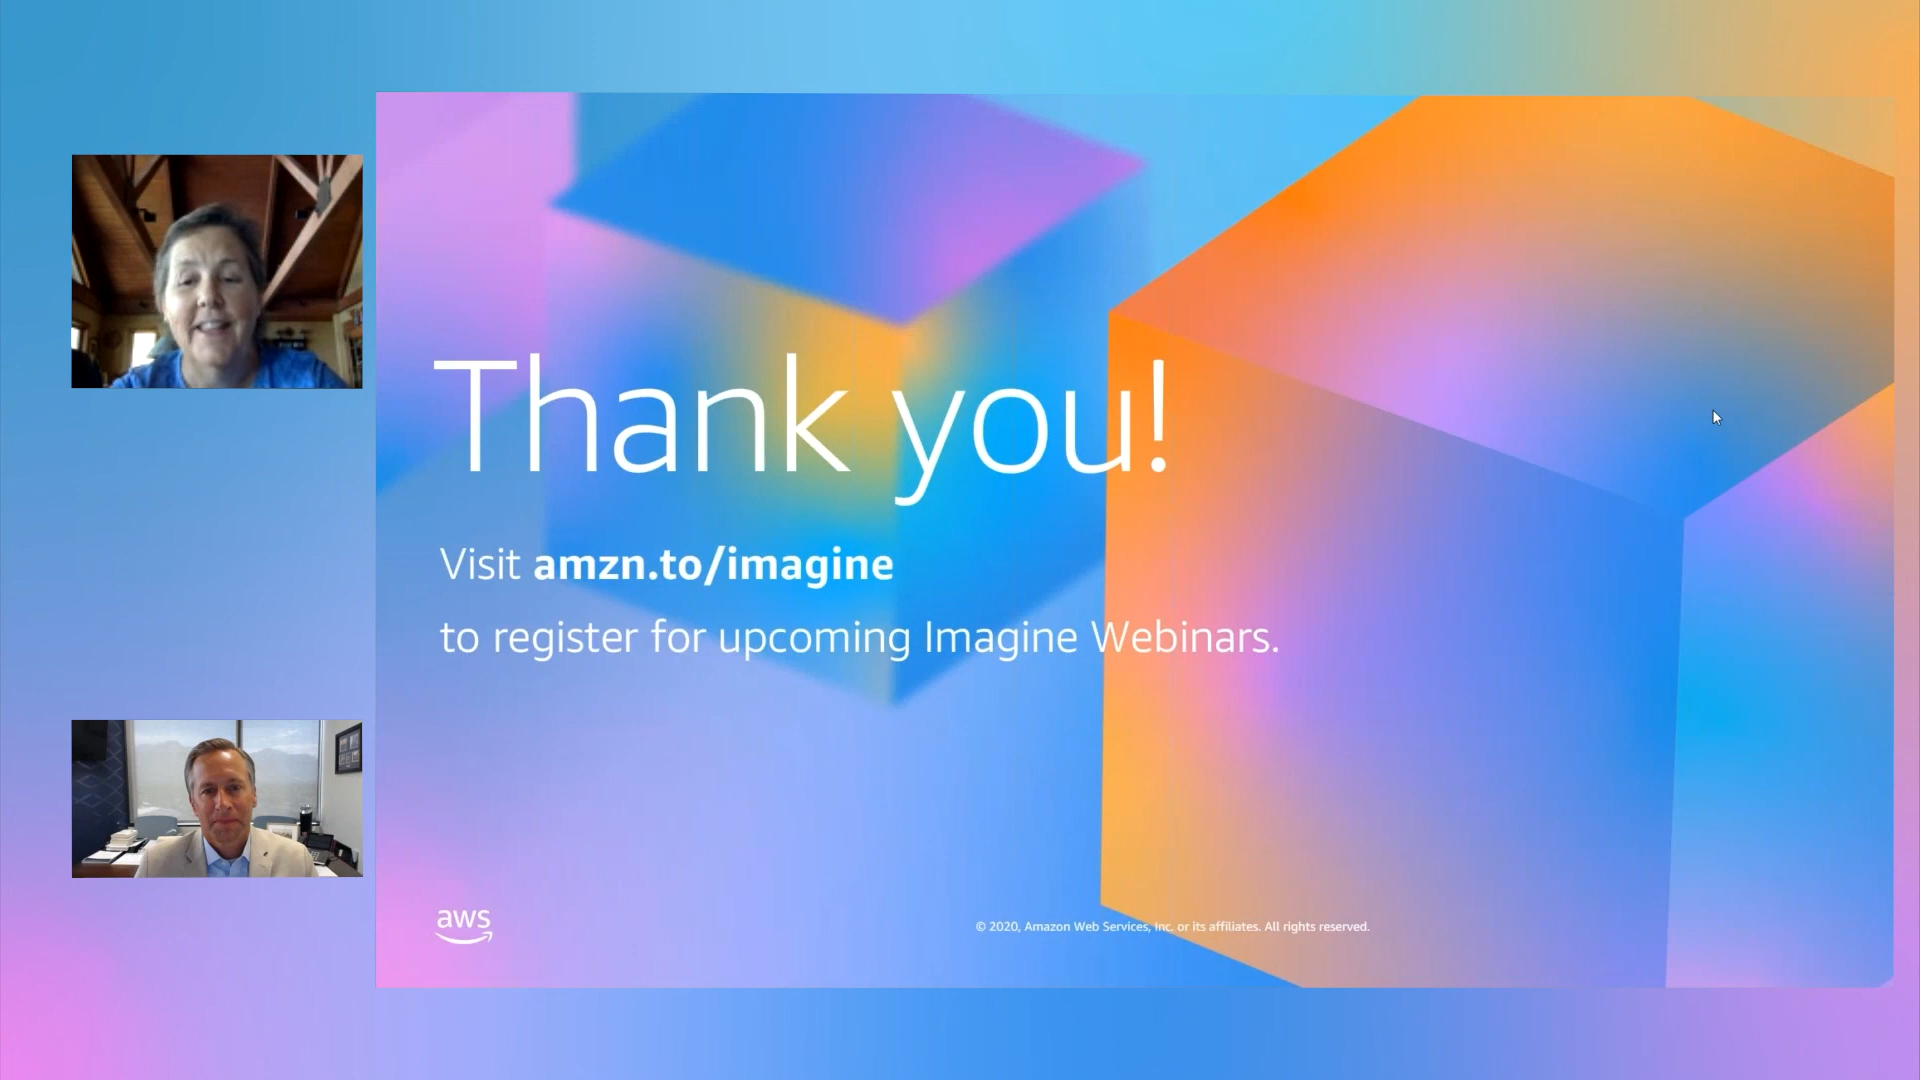 Thank you!
Visit amzn.to/imagine
to register for upcoming Imagine Webinars.
aws
© 2020, Amazon Web Services, Inc. or its affiliates. All rights reserved.